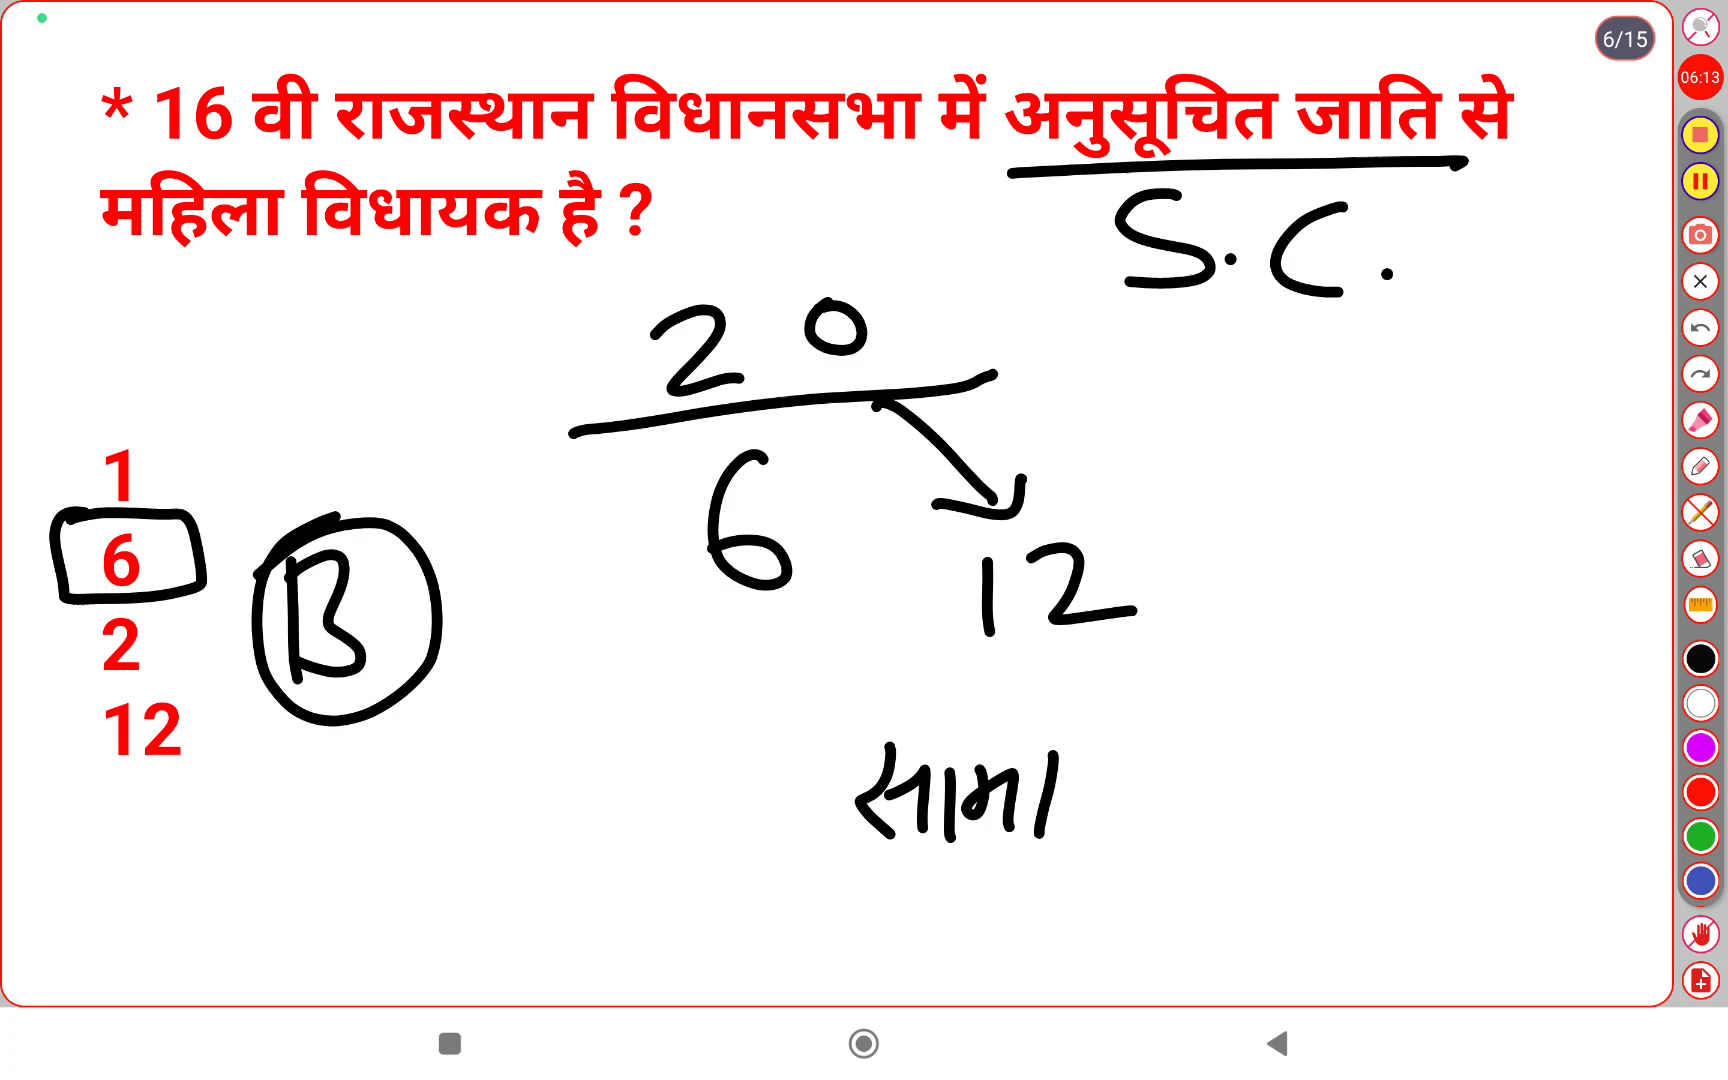 6/15
06:13
* 16 वी राजस्थान विधानसभा में अनुसूचित जाति से
महिला विधायक है ?
S.C.
20
6
12
1
6
B
2
12
सामा